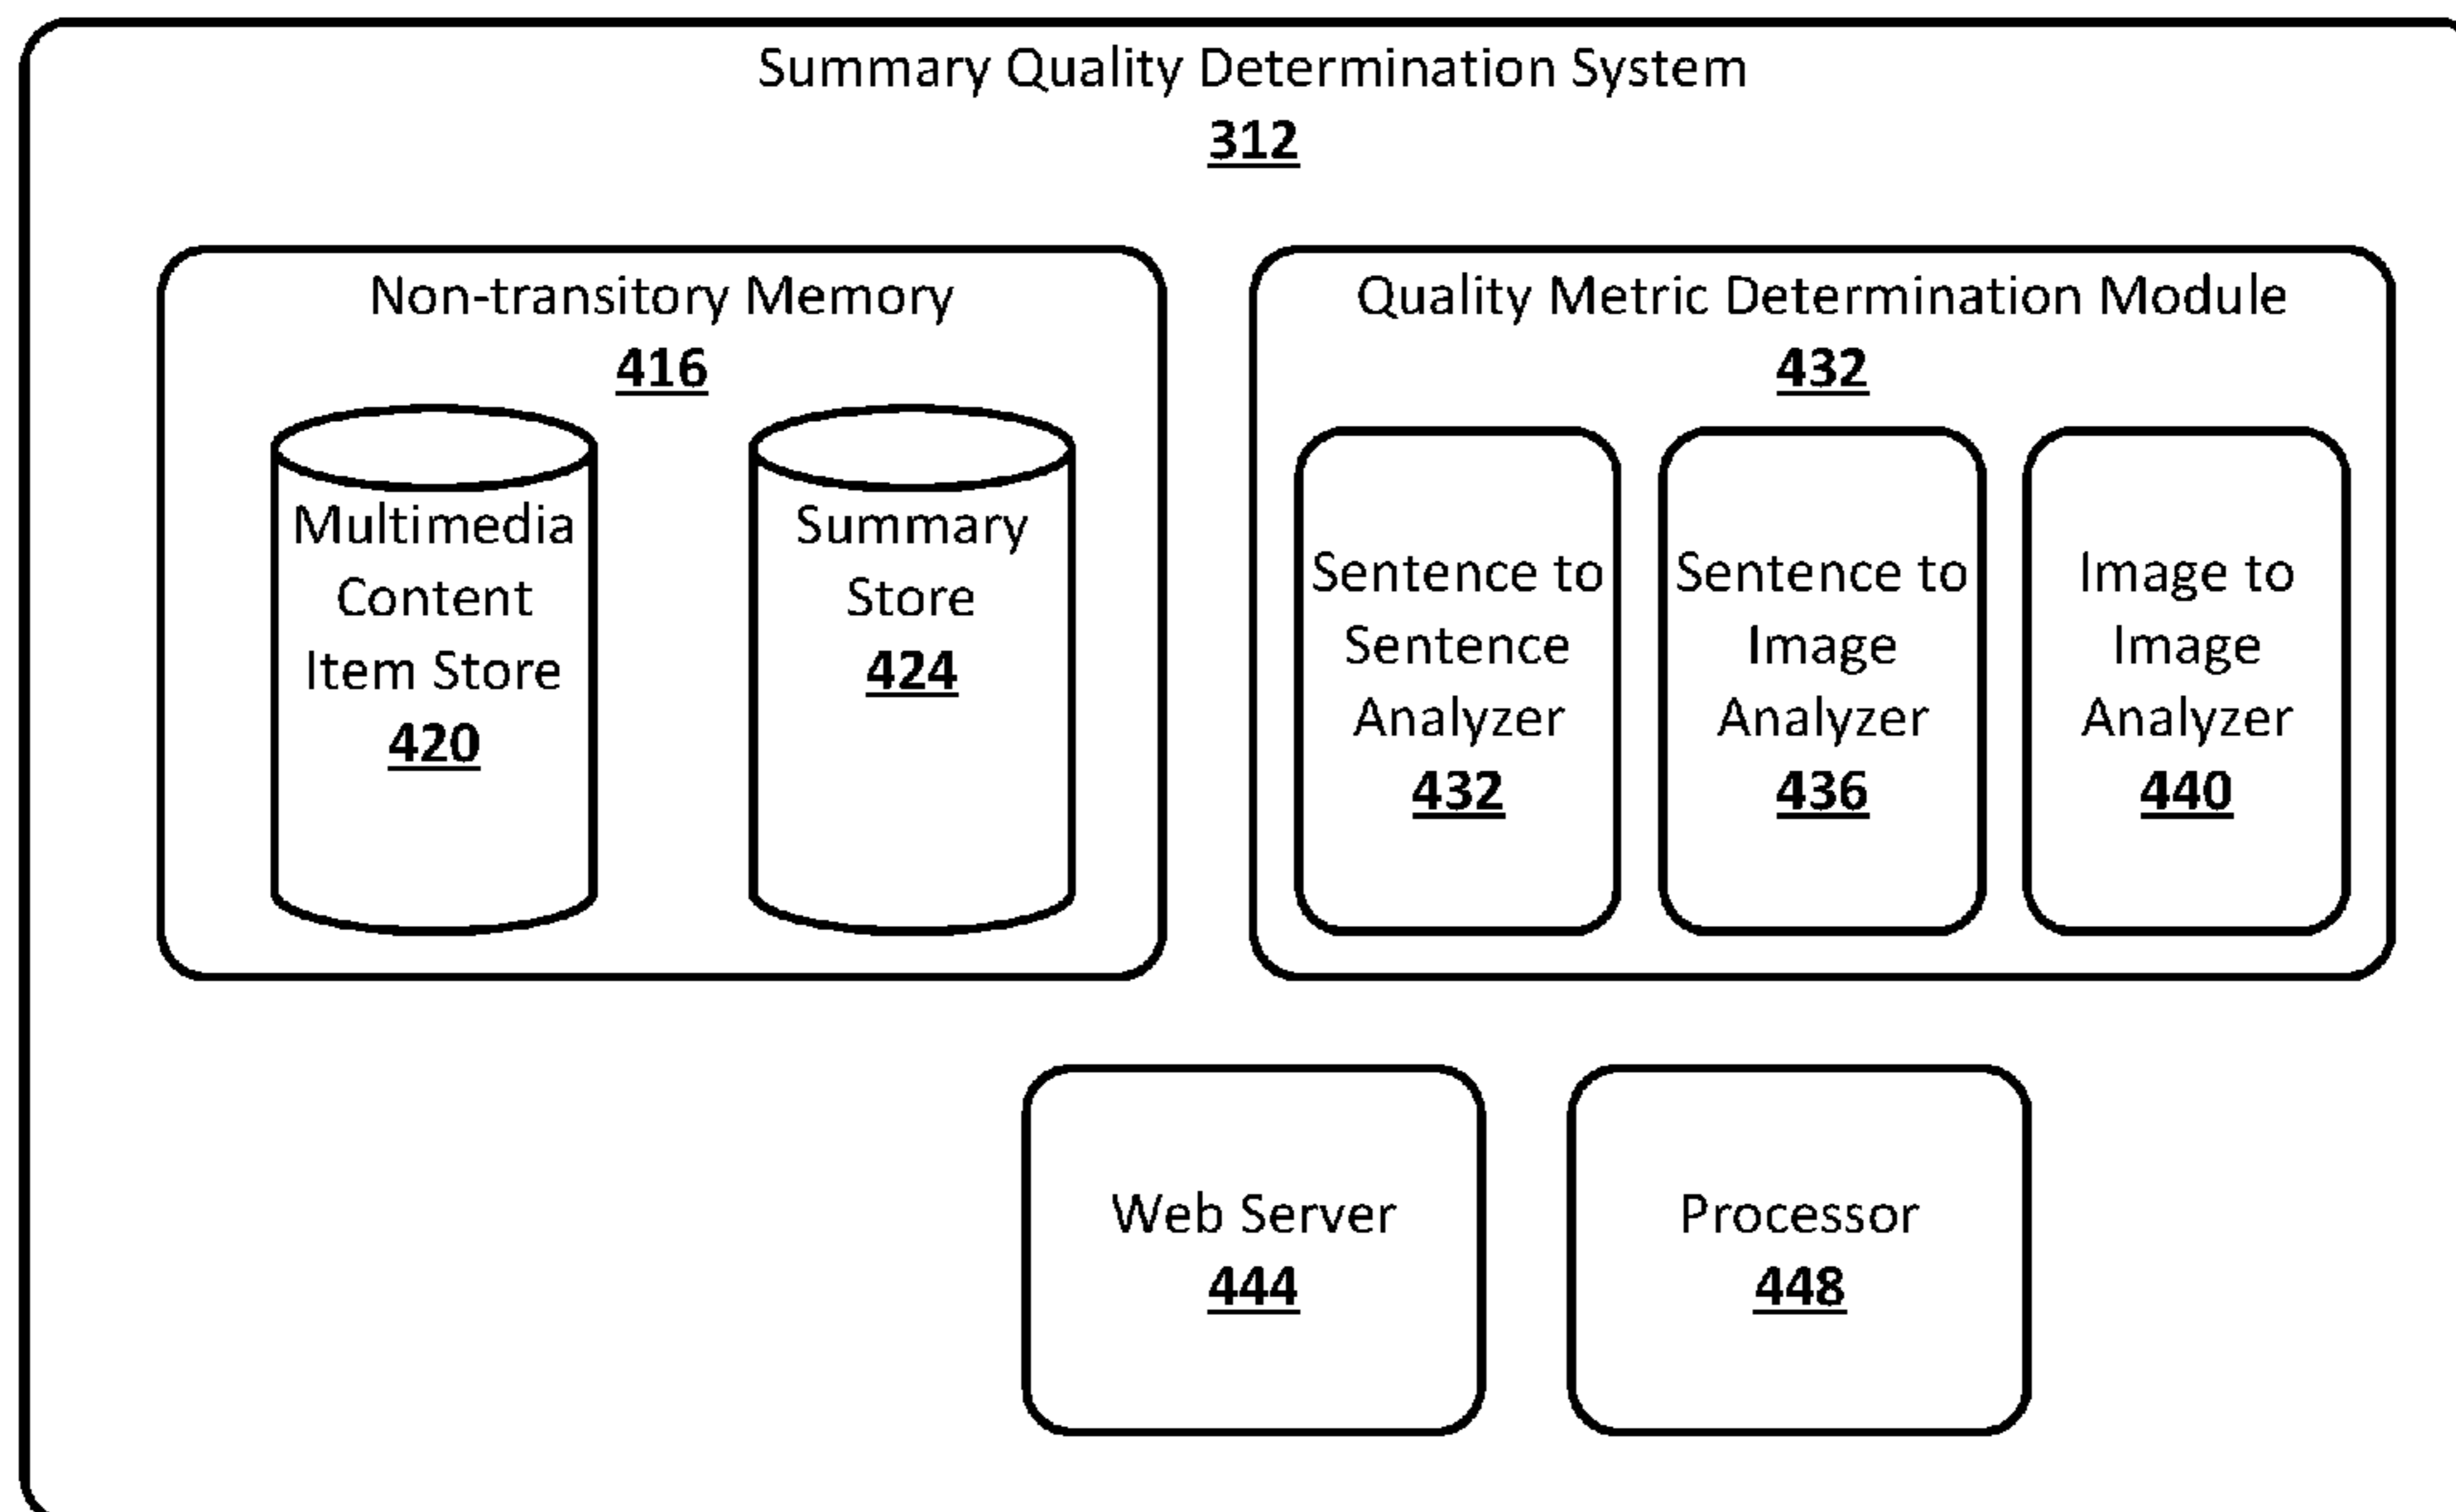 Summary Quality Determination System
312
Non-transitory Memory
416
Multimedia
Content
Item Store
420
Summary
Store
424
Quality Metric Determination Module
432
Sentence to
Sentence
Analyzer
432
Sentence to
Image
Analyzer
436
Image to
Image
Analyzer
440
Web Server
444
Processor
448